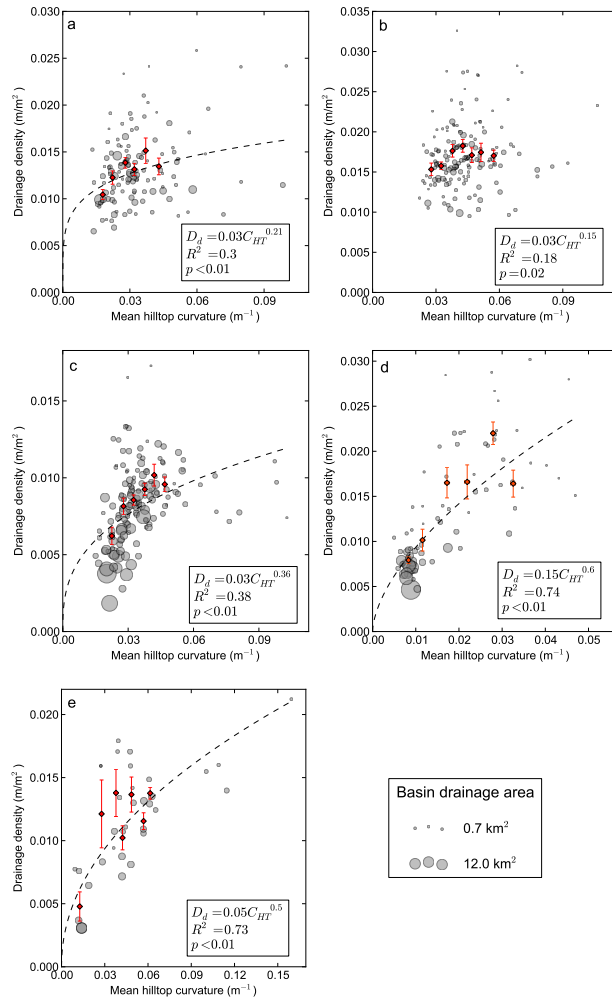 a
0.030
0.025
0.020
0.015
0.010
0.005
0.000
0.00 0.03 0.06 0.09
Drainage density (m/m²)
Mean hilltop curvature (m⁻¹)
D_d = 0.03C_HT^0.21
R² = 0.3
p < 0.01
b
0.035
0.030
0.025
0.020
0.015
0.010
0.005
0.000
0.00 0.03 0.06 0.09
Drainage density (m/m²)
Mean hilltop curvature (m⁻¹)
D_d = 0.03C_HT^0.15
R² = 0.18
p = 0.02
c
0.015
0.010
0.005
0.000
0.00 0.03 0.06 0.09
Drainage density (m/m²)
Mean hilltop curvature (m⁻¹)
D_d = 0.03C_HT^0.36
R² = 0.38
p < 0.01
d
0.030
0.025
0.020
0.015
0.010
0.005
0.000
0.00 0.01 0.02 0.03 0.04 0.05
Drainage density (m/m²)
Mean hilltop curvature (m⁻¹)
D_d = 0.15C_HT^0.6
R² = 0.74
p < 0.01
e
0.020
0.015
0.010
0.005
0.000
0.00 0.03 0.06 0.09 0.12 0.15
Drainage density (m/m²)
Mean hilltop curvature (m⁻¹)
D_d = 0.05C_HT^0.5
R² = 0.73
p < 0.01
Basin drainage area
0.7 km²
12.0 km²